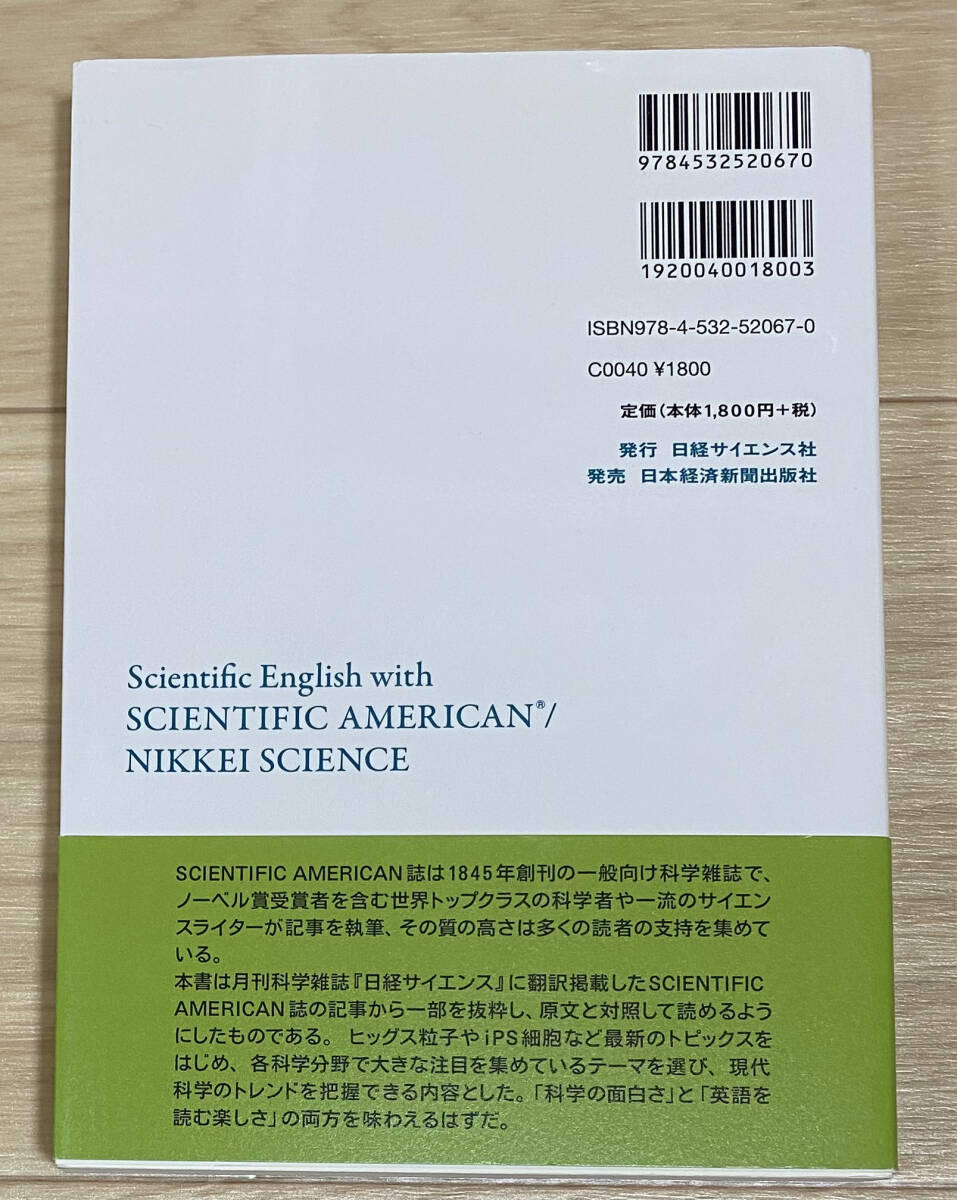 9784532520670
1920040018003
ISBN978-4-532-52067-0
C0040 ¥1800
定価(本体1,800円+税)
発行 日経サイエンス社
発売 日本経済新聞出版社
Scientific English with
SCIENTIFIC AMERICAN®/
NIKKEI SCIENCE
SCIENTIFIC AMERICAN誌は1845年創刊の一般向け科学雑誌で、
ノーベル賞受賞者を含む世界トップクラスの科学者や一流のサイエン
スライターが記事を執筆、その質の高さは多くの読者の支持を集めて
いる。
本書は月刊科学雑誌『日経サイエンス』に翻訳掲載したSCIENTIFIC
AMERICAN誌の記事から一部を抜粋し、原文と対照して読めるよう
にしたものである。 ヒッグス粒子やiPS細胞など最新のトピックスを
はじめ、各科学分野で大きな注目を集めているテーマを選び、現代
科学のトレンドを把握できる内容とした。「科学の面白さ」と「英語を
読む楽しさ」の両方を味わえるはずだ。